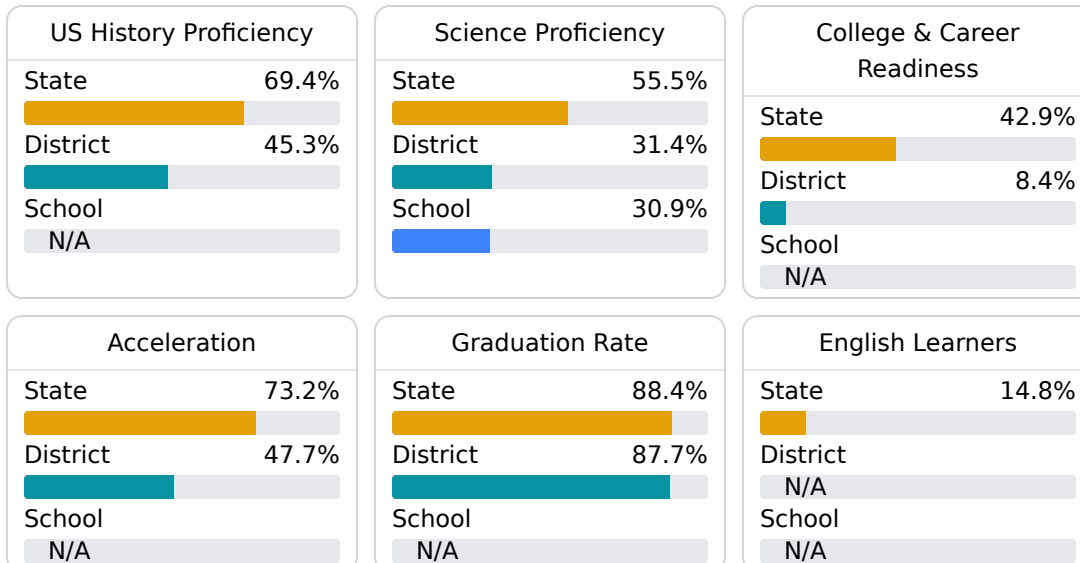 US History Proficiency
State 69.4%
District 45.3%
School
N/A
Science Proficiency
State 55.5%
District 31.4%
School 30.9%
College & Career
Readiness
State 42.9%
District 8.4%
School
N/A
Acceleration
State 73.2%
District 47.7%
School
N/A
Graduation Rate
State 88.4%
District 87.7%
School
N/A
English Learners
State 14.8%
District
N/A
School
N/A